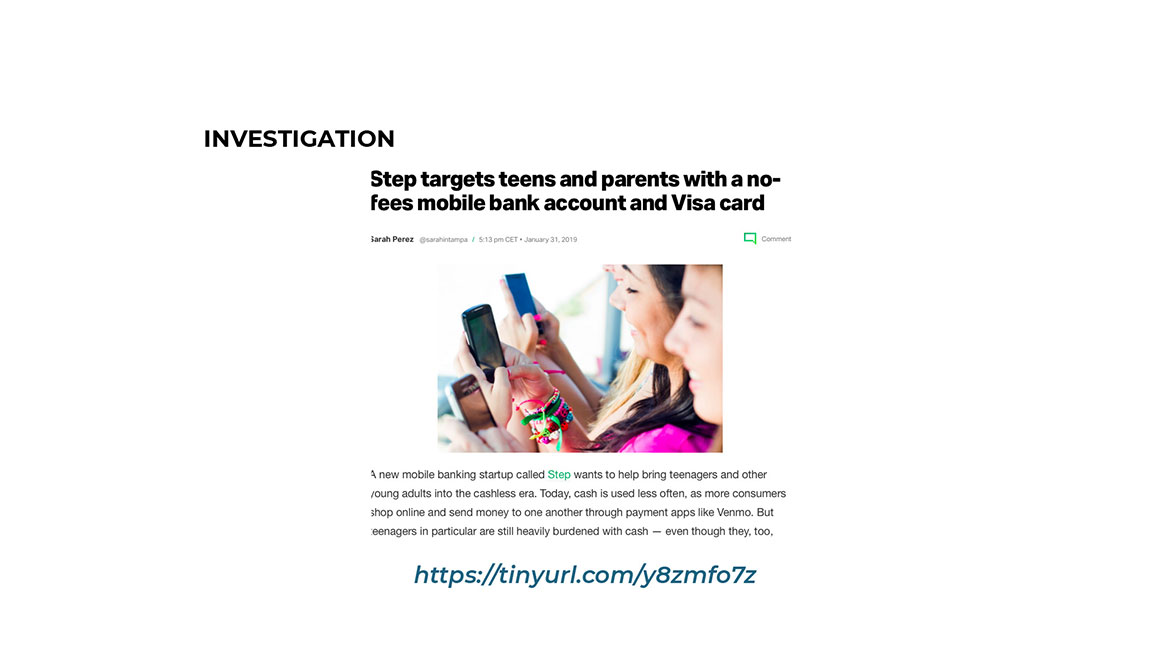 INVESTIGATION
Step targets teens and parents with a no-
fees mobile bank account and Visa card
Sarah Perez @sarahintampa / 5:13 pm CET • January 31, 2019 Comment
A new mobile banking startup called Step wants to help bring teenagers and other
young adults into the cashless era. Today, cash is used less often, as more consumers
shop online and send money to one another through payment apps like Venmo. But
teenagers in particular are still heavily burdened with cash — even though they, too,
https://tinyurl.com/y8zmfo7z